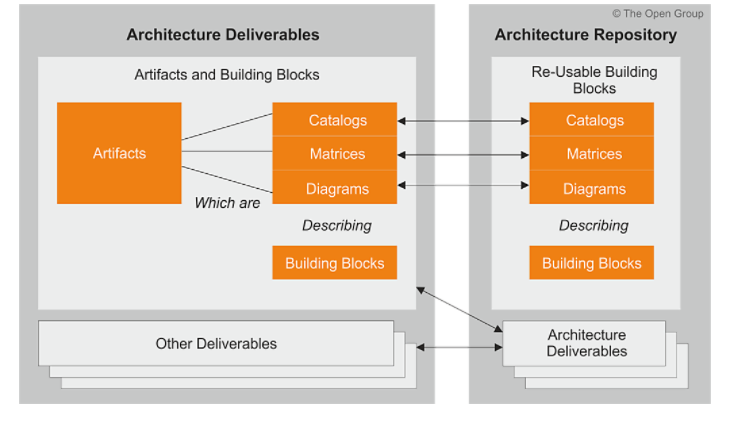 © The Open Group
Architecture Deliverables
Architecture Repository
Artifacts and Building Blocks
Artifacts
Which are
Catalogs
Matrices
Diagrams
Describing
Building Blocks
Other Deliverables
Re-Usable Building
Blocks
Catalogs
Matrices
Diagrams
Describing
Building Blocks
Architecture
Deliverables